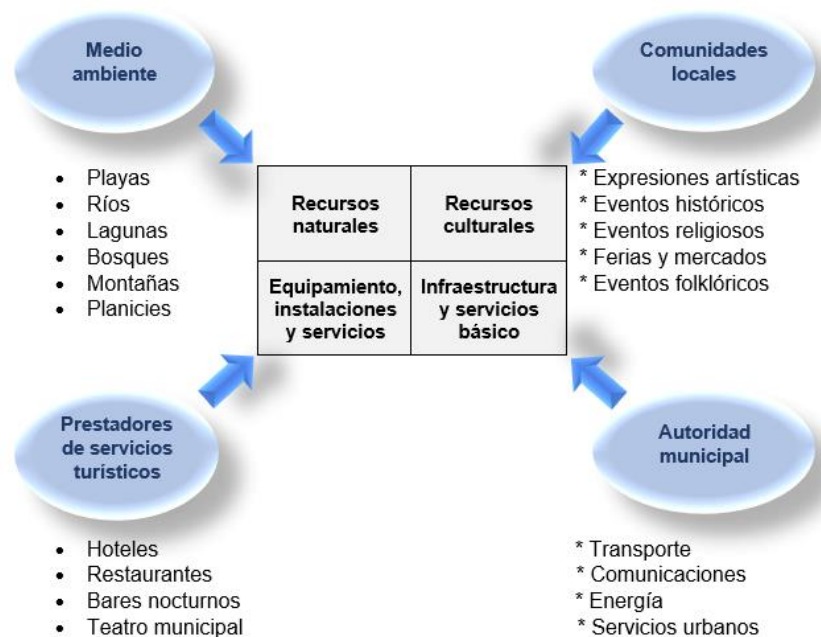 Medio
ambiente
Comunidades
locales
• Playas
• Ríos
• Lagunas
• Bosques
• Montañas
• Planicies
Recursos
naturales
Recursos
culturales
Equipamiento,
instalaciones
y servicios
Infraestructura
y servicios
básico
* Expresiones artísticas
* Eventos históricos
* Eventos religiosos
* Ferias y mercados
* Eventos folklóricos
Prestadores
de servicios
turísticos
Autoridad
municipal
• Hoteles
• Restaurantes
• Bares nocturnos
• Teatro municipal
* Transporte
* Comunicaciones
* Energía
* Servicios urbanos